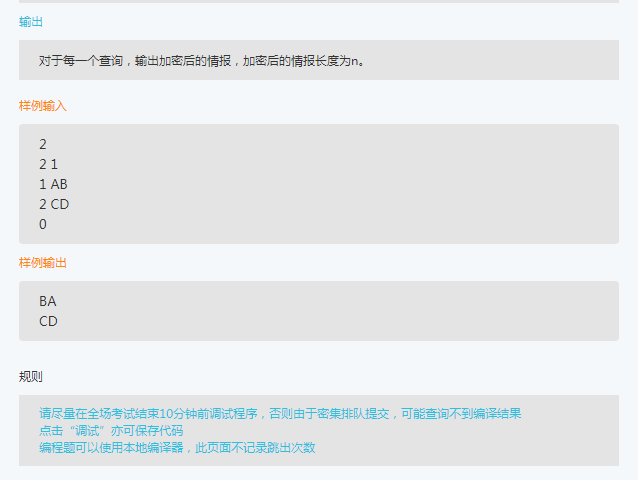 输出
对于每一个查询，输出加密后的情报，加密后的情报长度为n。
样例输入
2
2 1
1 AB
2 CD
0
样例输出
BA
CD
规则
请尽量在全场考试结束10分钟前调试程序，否则由于密集排队提交，可能查询不到编译结果
点击“调试”亦可保存代码
编程题可以使用本地编译器，此页面不记录跳出次数